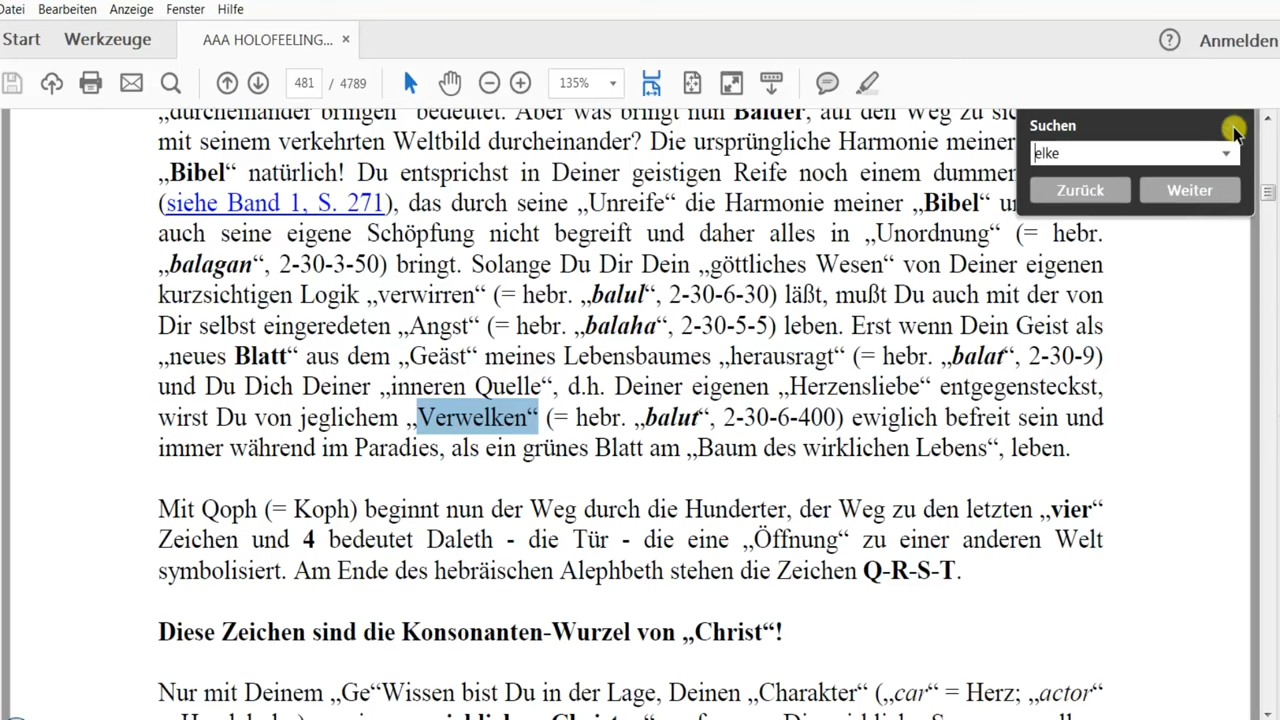 Datei Bearbeiten Anzeige Fenster Hilfe
Start Werkzeuge AAA HOLOFEELING... × ? Anmelden
481 / 4789 135%
„durcheinander bringen“ bedeutet. Aber was bringt nun Balder, auf den Weg zu
mit seinem verkehrten Weltbild durcheinander? Die ursprüngliche Harmonie meiner
„Bibel“ natürlich! Du entsprichst in Deiner geistigen Reife noch einem dummen
(siehe Band 1, S. 271), das durch seine „Unreife“ die Harmonie meiner „Bibel“
auch seine eigene Schöpfung nicht begreift und daher alles in „Unordnung“ (= hebr.
„balagan“, 2-30-3-50) bringt. Solange Du Dir Dein „göttliches Wesen“ von Deiner eigenen
kurzsichtigen Logik „verwirren“ (= hebr. „balul“, 2-30-6-30) läßt, mußt Du auch mit der von
Dir selbst eingeredeten „Angst“ (= hebr. „balaha“, 2-30-5-5) leben. Erst wenn Dein Geist als
„neues Blatt“ aus dem „Geäst“ meines Lebensbaumes „herausragt“ (= hebr. „balat“, 2-30-9)
und Du Dich Deiner „inneren Quelle“, d.h. Deiner eigenen „Herzensliebe“ entgegensteckst,
wirst Du von jeglichem „Verwelken“ (= hebr. „balut“, 2-30-6-400) ewiglich befreit sein und
immer während im Paradies, als ein grünes Blatt am „Baum des wirklichen Lebens“, leben.
Mit Qoph (= Koph) beginnt nun der Weg durch die Hunderter, der Weg zu den letzten „vier“
Zeichen und 4 bedeutet Daleth - die Tür - die eine „Öffnung“ zu einer anderen Welt
symbolisiert. Am Ende des hebräischen Alephbeth stehen die Zeichen Q-R-S-T.
Diese Zeichen sind die Konsonanten-Wurzel von „Christ“!
Nur mit Deinem „Ge“Wissen bist Du in der Lage, Deinen „Charakter“ („car“ = Herz; „actor“
Suchen
elke
Zurück Weiter